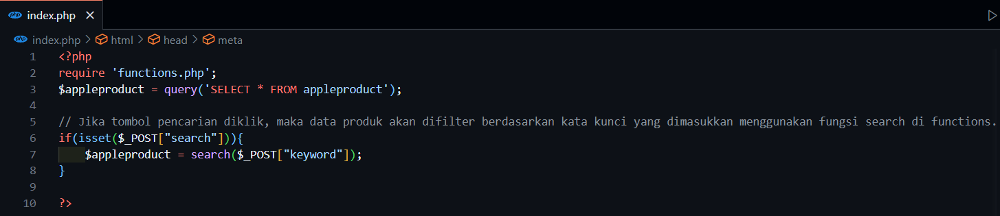 php index.php ×
php index.php > html > head > meta
1 <?php
2 require 'functions.php';
3 $appleproduct = query('SELECT * FROM appleproduct');
4
5 // Jika tombol pencarian diklik, maka data produk akan difilter berdasarkan kata kunci yang dimasukkan menggunakan fungsi search di functions.
6 if(isset($_POST["search"])){
7     $appleproduct = search($_POST["keyword"]);
8 }
9
10 ?>